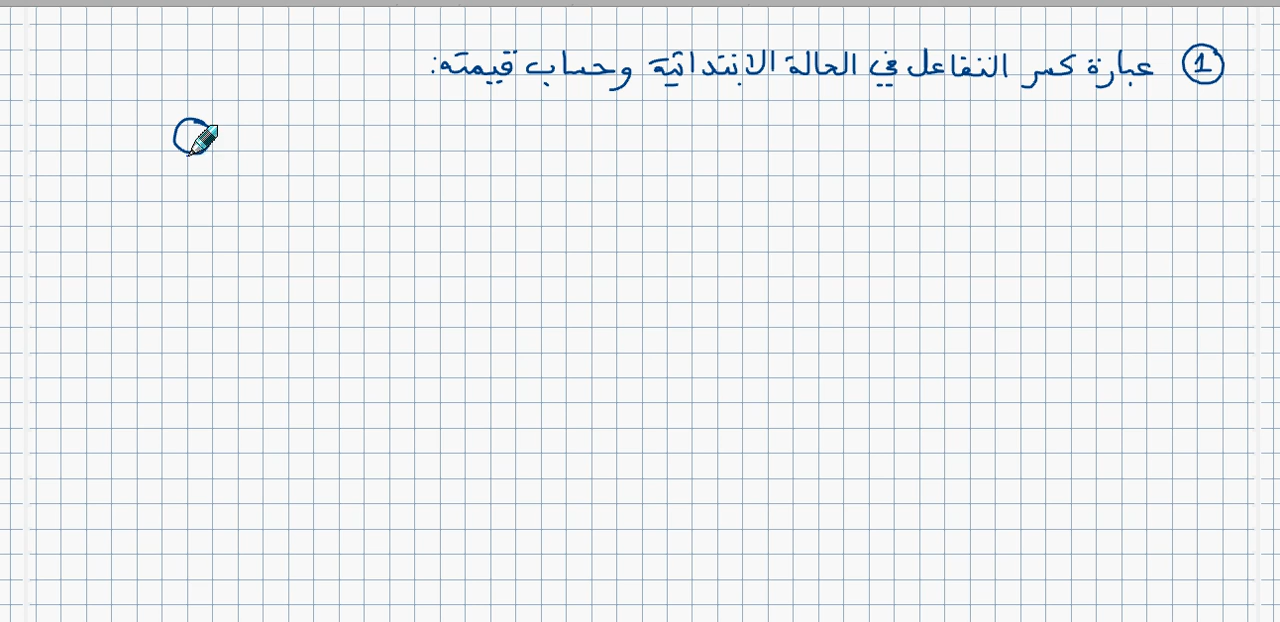 ① عبارة كسر التفاعل في الحالة الابتدائية وحساب قيمته: